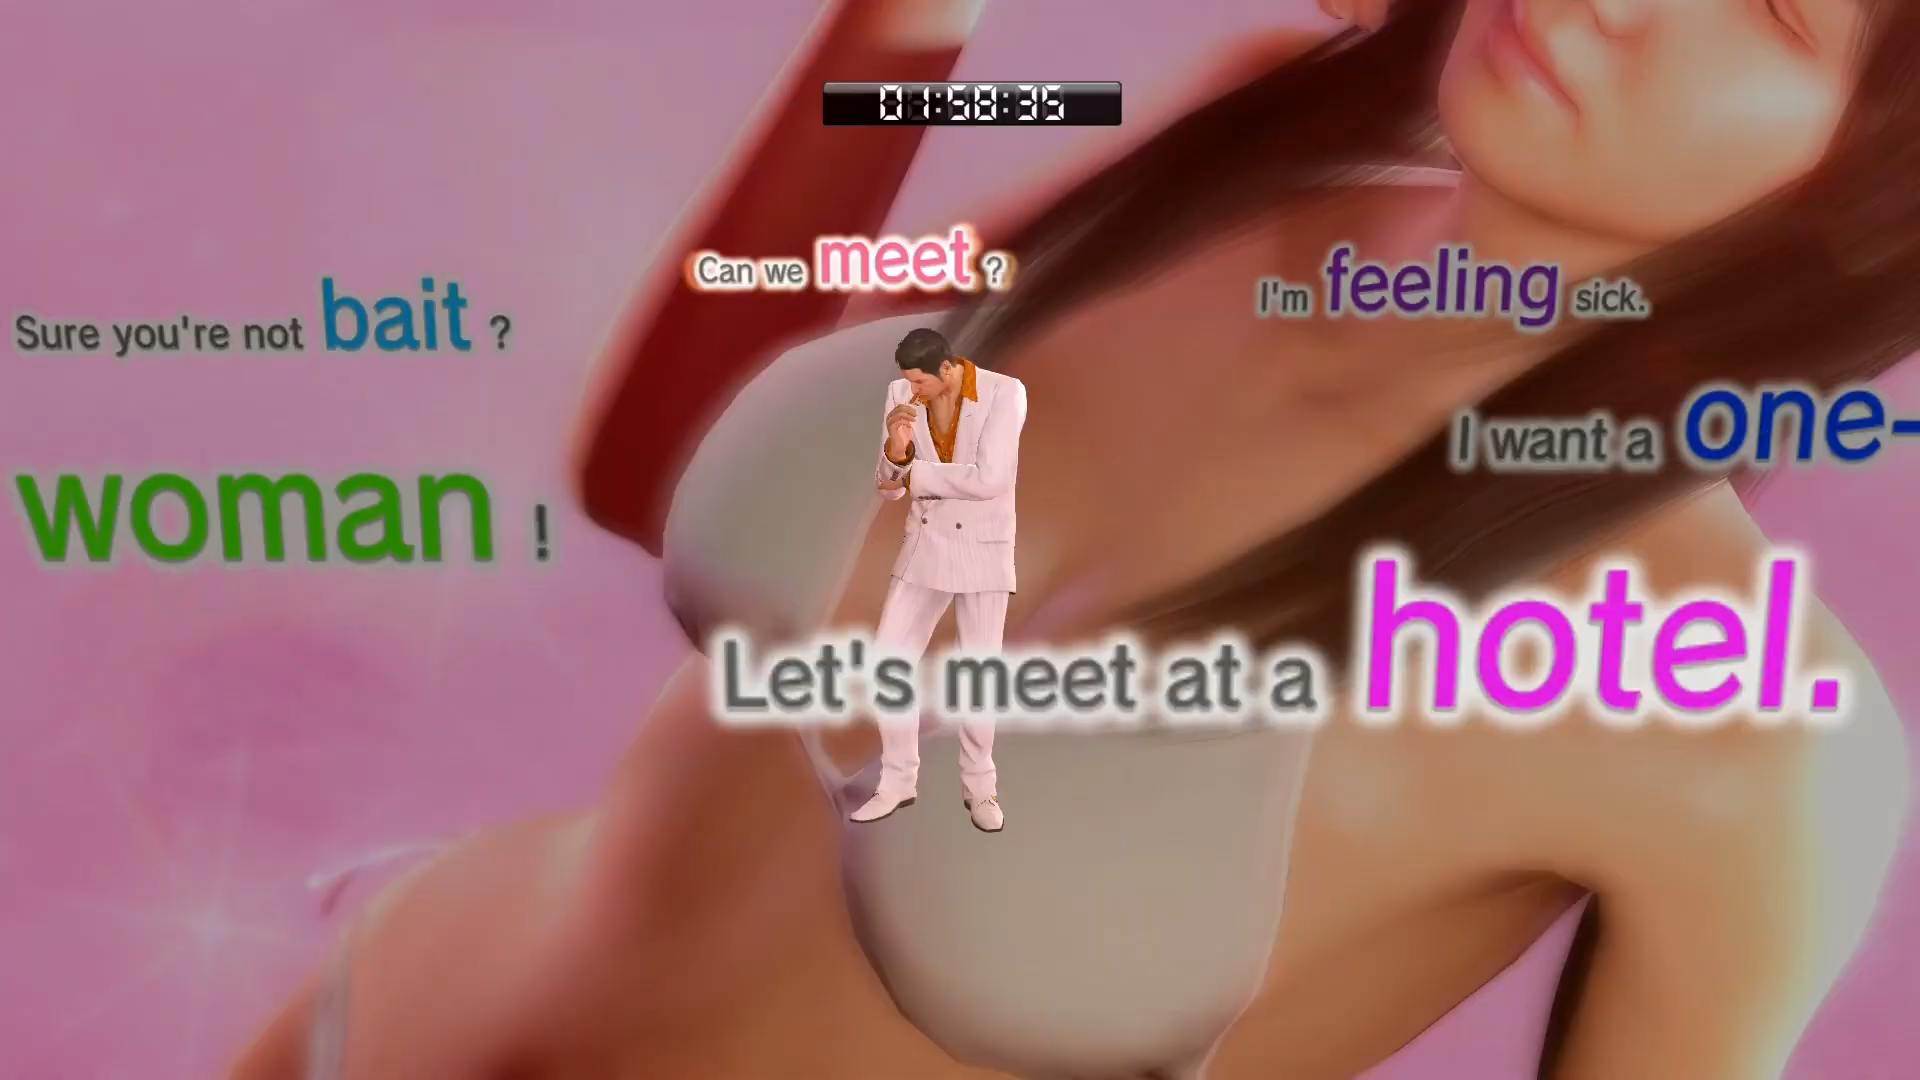 01:58:35
Can we meet ?
I'm feeling sick.
Sure you're not bait ?
I want a one-
woman !
Let's meet at a hotel.